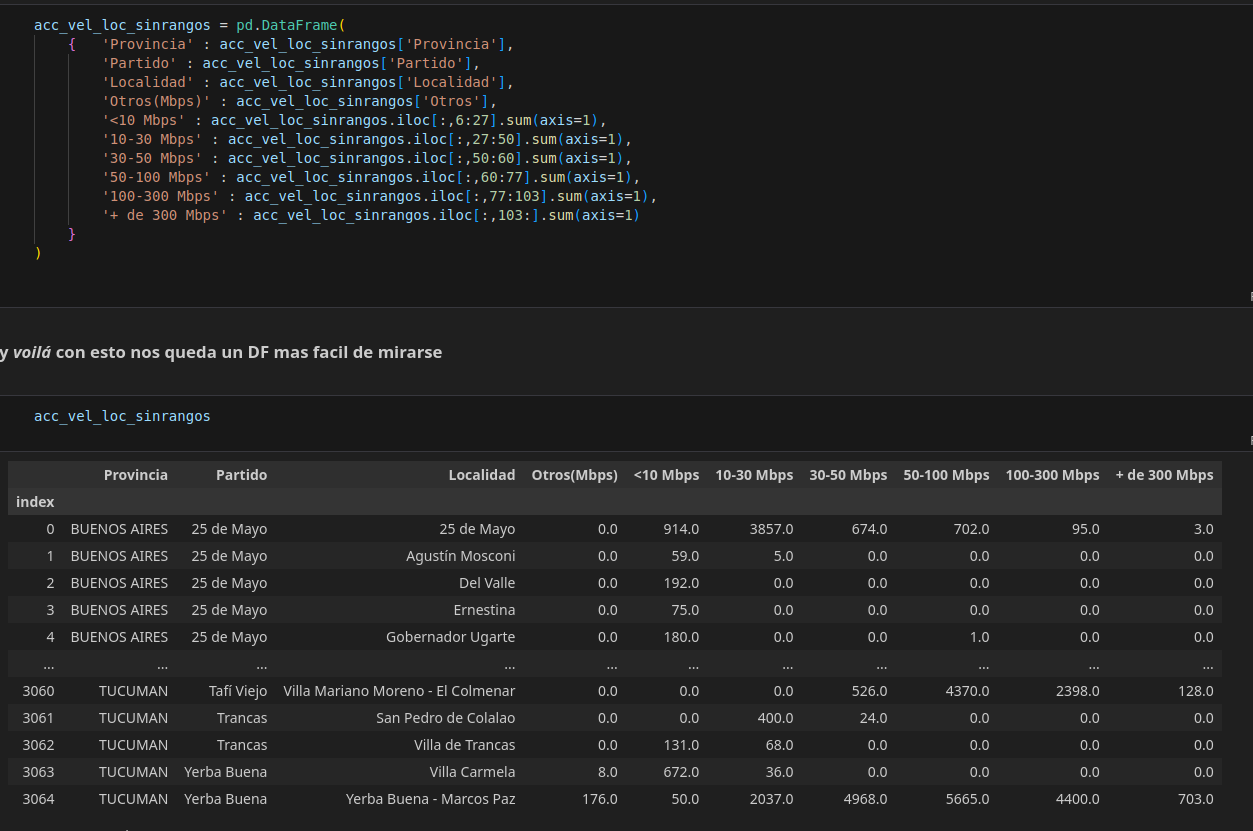 acc_vel_loc_sinrangos = pd.DataFrame(
{ 'Provincia' : acc_vel_loc_sinrangos['Provincia'],
'Partido' : acc_vel_loc_sinrangos['Partido'],
'Localidad' : acc_vel_loc_sinrangos['Localidad'],
'Otros(Mbps)' : acc_vel_loc_sinrangos['Otros'],
'<10 Mbps' : acc_vel_loc_sinrangos.iloc[:,6:27].sum(axis=1),
'10-30 Mbps' : acc_vel_loc_sinrangos.iloc[:,27:50].sum(axis=1),
'30-50 Mbps' : acc_vel_loc_sinrangos.iloc[:,50:60].sum(axis=1),
'50-100 Mbps' : acc_vel_loc_sinrangos.iloc[:,60:77].sum(axis=1),
'100-300 Mbps' : acc_vel_loc_sinrangos.iloc[:,77:103].sum(axis=1),
'+ de 300 Mbps' : acc_vel_loc_sinrangos.iloc[:,103:].sum(axis=1)
}
)
y voilá con esto nos queda un DF mas facil de mirarse
acc_vel_loc_sinrangos
Provincia Partido Localidad Otros(Mbps) <10 Mbps 10-30 Mbps 30-50 Mbps 50-100 Mbps 100-300 Mbps + de 300 Mbps
index
0 BUENOS AIRES 25 de Mayo 25 de Mayo 0.0 914.0 3857.0 674.0 702.0 95.0 3.0
1 BUENOS AIRES 25 de Mayo Agustín Mosconi 0.0 59.0 5.0 0.0 0.0 0.0 0.0
2 BUENOS AIRES 25 de Mayo Del Valle 0.0 192.0 0.0 0.0 0.0 0.0 0.0
3 BUENOS AIRES 25 de Mayo Ernestina 0.0 75.0 0.0 0.0 0.0 0.0 0.0
4 BUENOS AIRES 25 de Mayo Gobernador Ugarte 0.0 180.0 0.0 0.0 1.0 0.0 0.0
... ... ... ... ... ... ... ... ... ... ...
3060 TUCUMAN Tafí Viejo Villa Mariano Moreno - El Colmenar 0.0 0.0 0.0 526.0 4370.0 2398.0 128.0
3061 TUCUMAN Trancas San Pedro de Colalao 0.0 0.0 400.0 24.0 0.0 0.0 0.0
3062 TUCUMAN Trancas Villa de Trancas 0.0 131.0 68.0 0.0 0.0 0.0 0.0
3063 TUCUMAN Yerba Buena Villa Carmela 8.0 672.0 36.0 0.0 0.0 0.0 0.0
3064 TUCUMAN Yerba Buena Yerba Buena - Marcos Paz 176.0 50.0 2037.0 4968.0 5665.0 4400.0 703.0